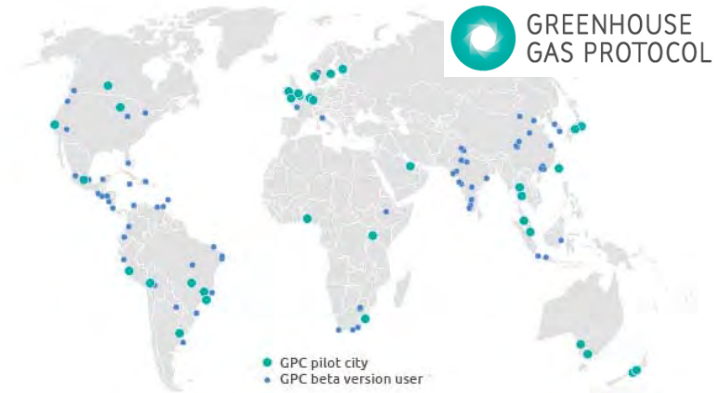 GREENHOUSE
GAS PROTOCOL
GPC pilot city
GPC beta version user